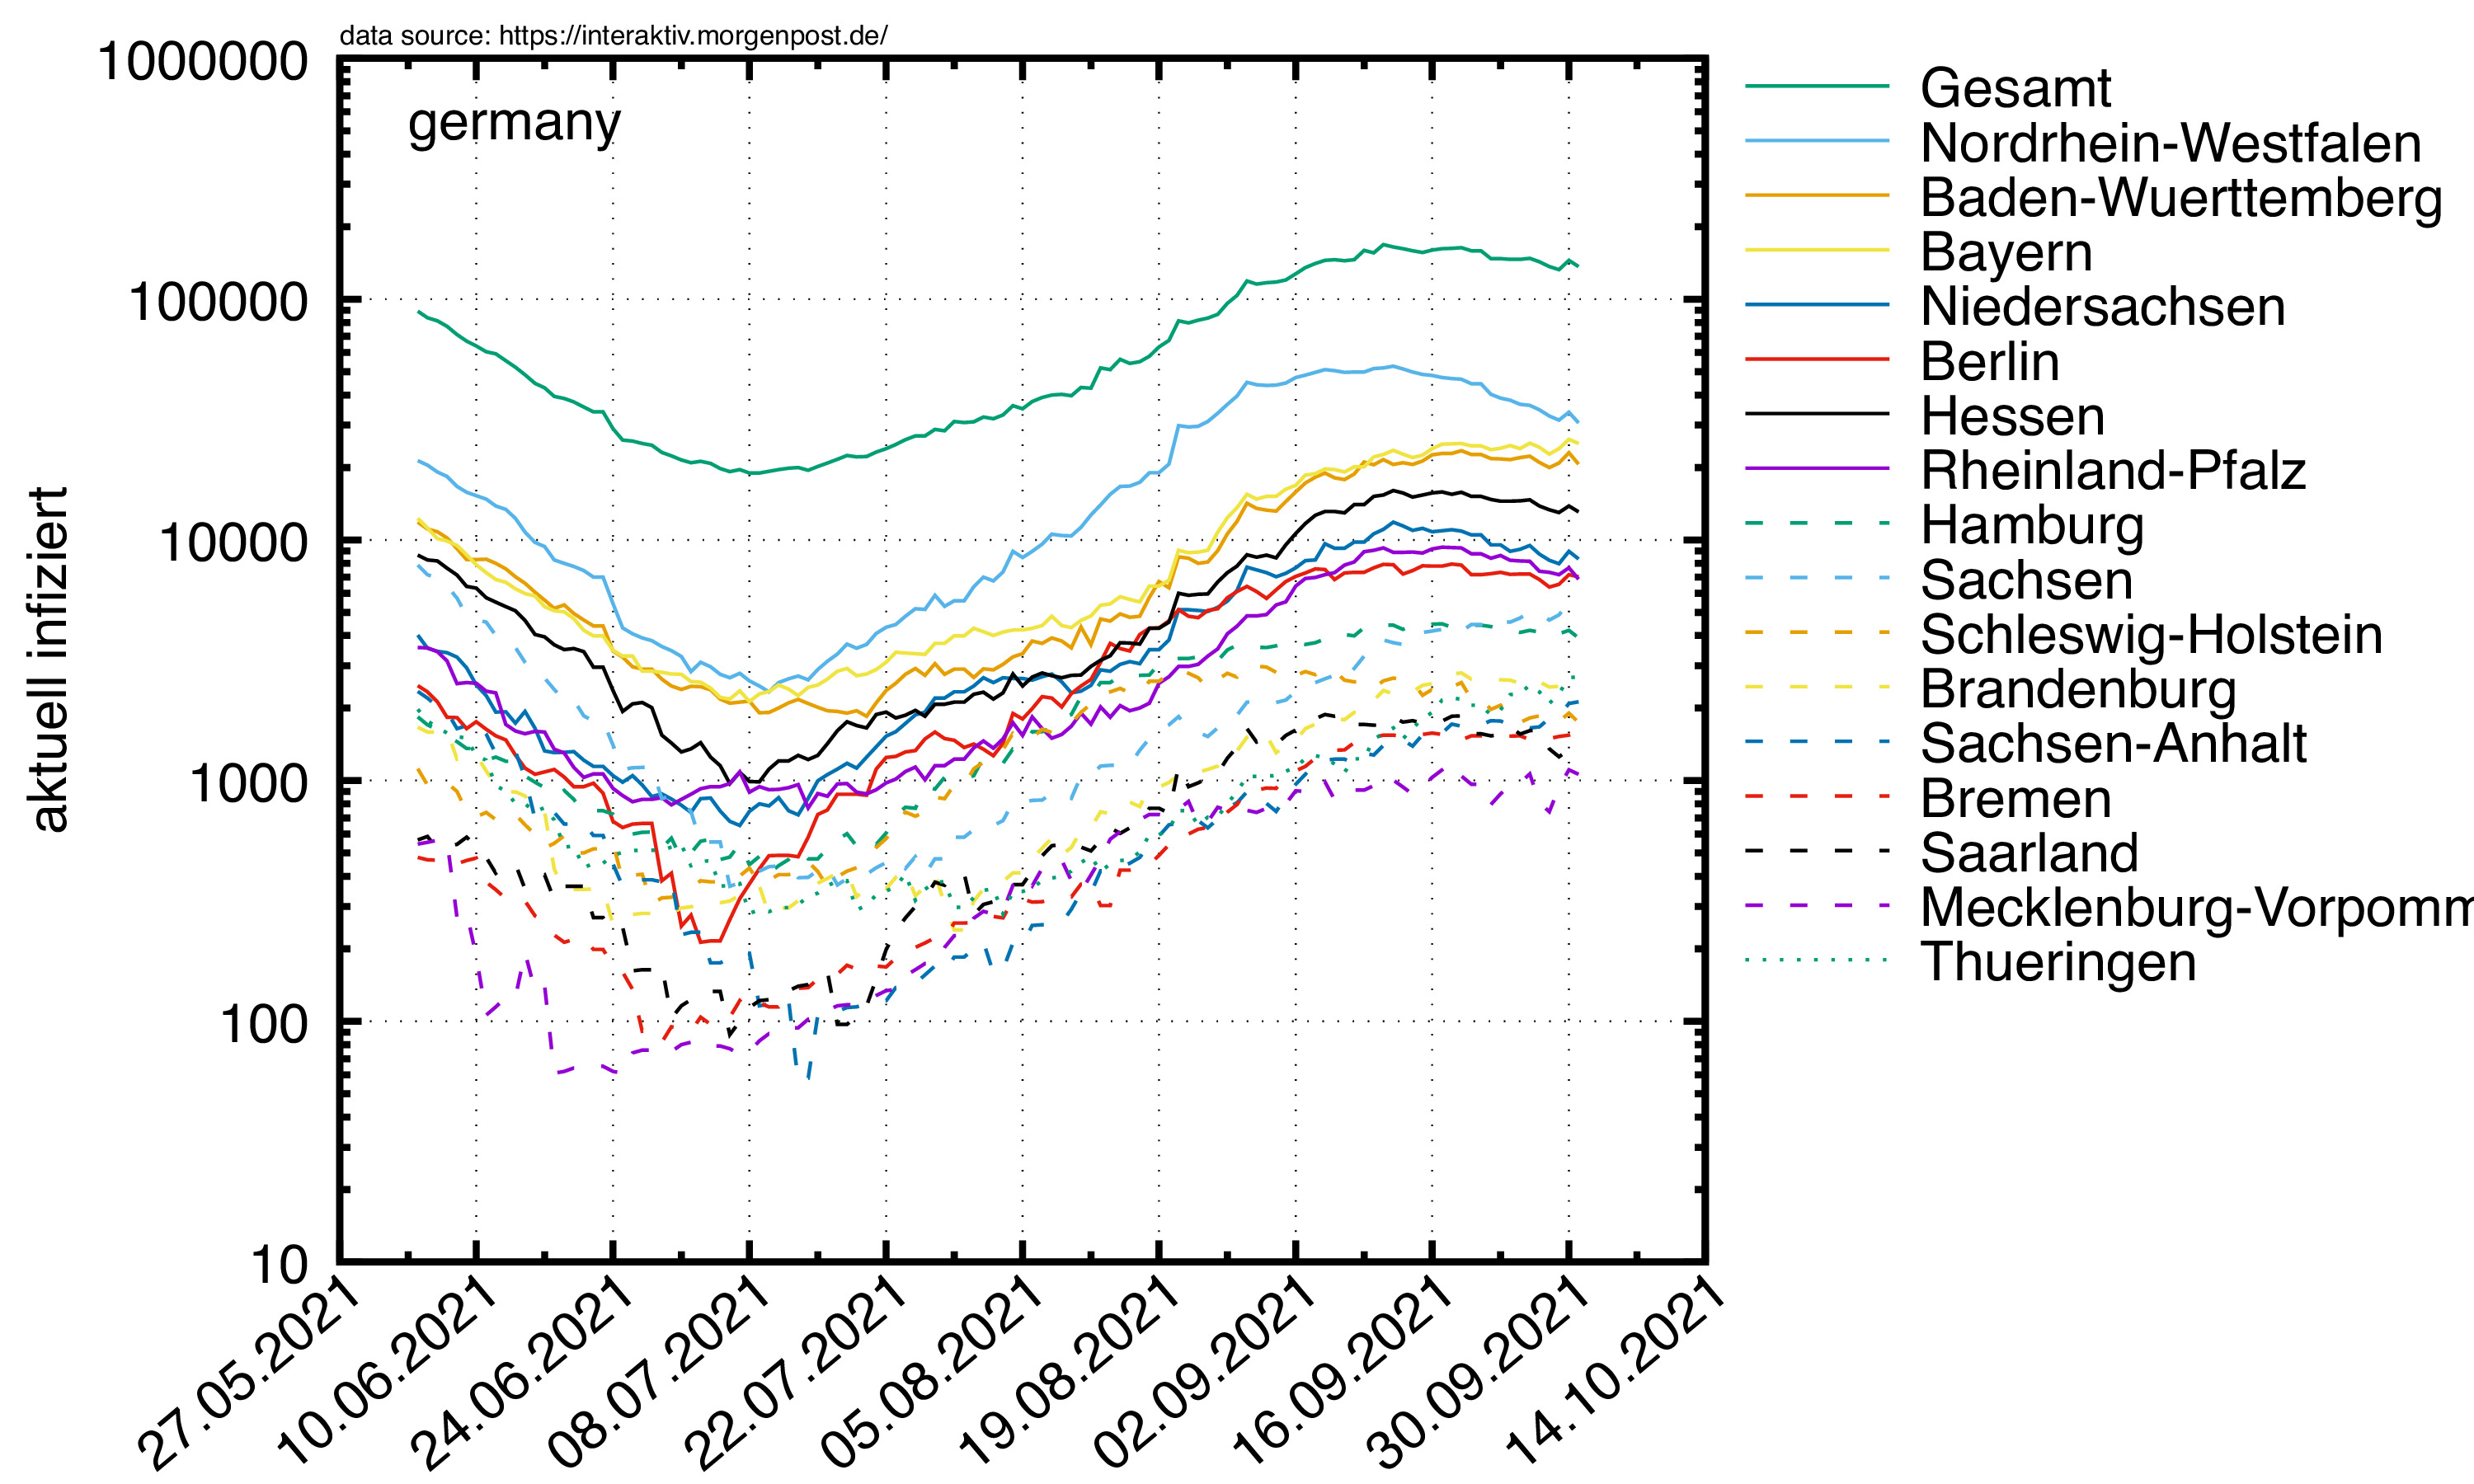 data source: https://interaktiv.morgenpost.de/
1000000
100000
10000
1000
100
10
aktuell infiziert
germany
27.05.2021
10.06.2021
24.06.2021
08.07.2021
22.07.2021
05.08.2021
19.08.2021
02.09.2021
16.09.2021
30.09.2021
14.10.2021
Gesamt
Nordrhein-Westfalen
Baden-Wuerttemberg
Bayern
Niedersachsen
Berlin
Hessen
Rheinland-Pfalz
Hamburg
Sachsen
Schleswig-Holstein
Brandenburg
Sachsen-Anhalt
Bremen
Saarland
Mecklenburg-Vorpomm
Thueringen